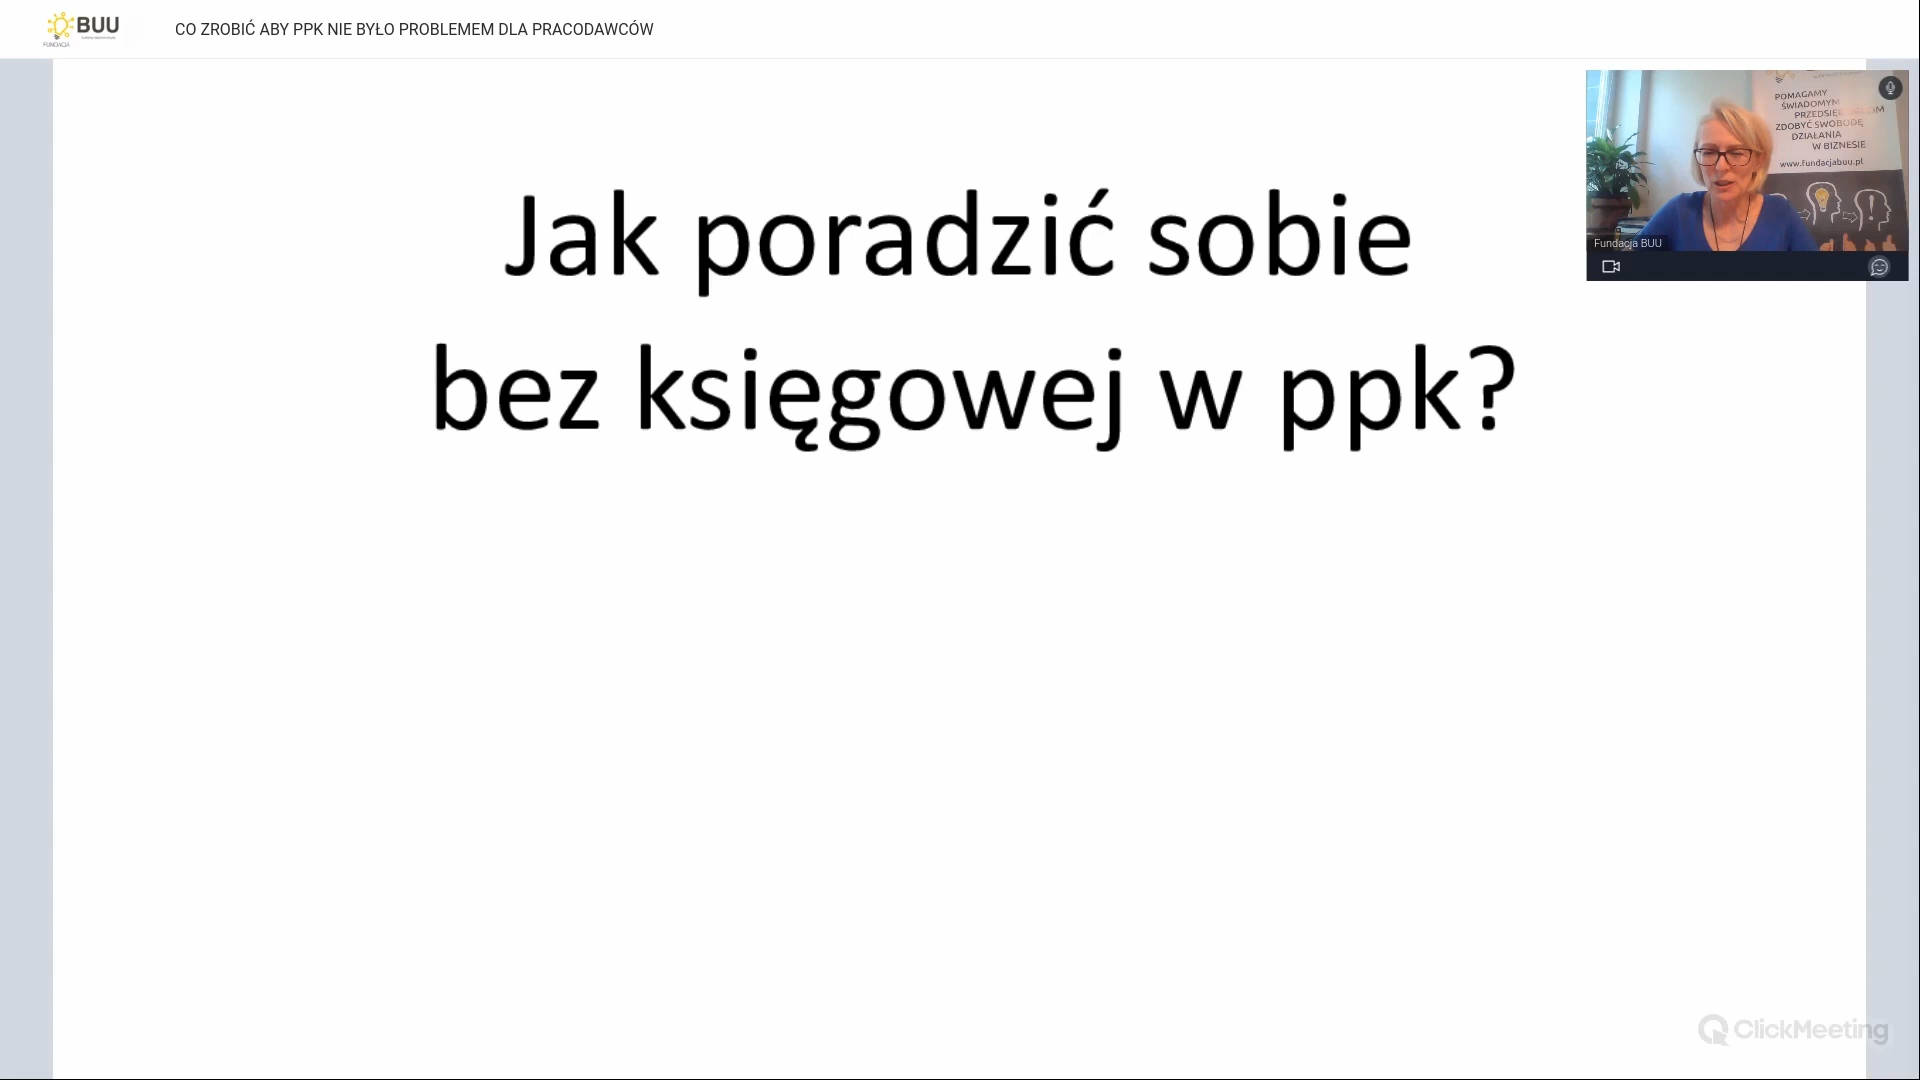 BUU
FUNDACJA
CO ZROBIĆ ABY PPK NIE BYŁO PROBLEMEM DLA PRACODAWCÓW
Jak poradzić sobie
bez księgowej w ppk?
POMAGAMY
ŚWIADOMYM
ZDOBYĆ SWOBODĘ
DZIAŁANIA
W BIZNESIE
www.fundacjabuu.pl
Fundacja BUU
ClickMeeting